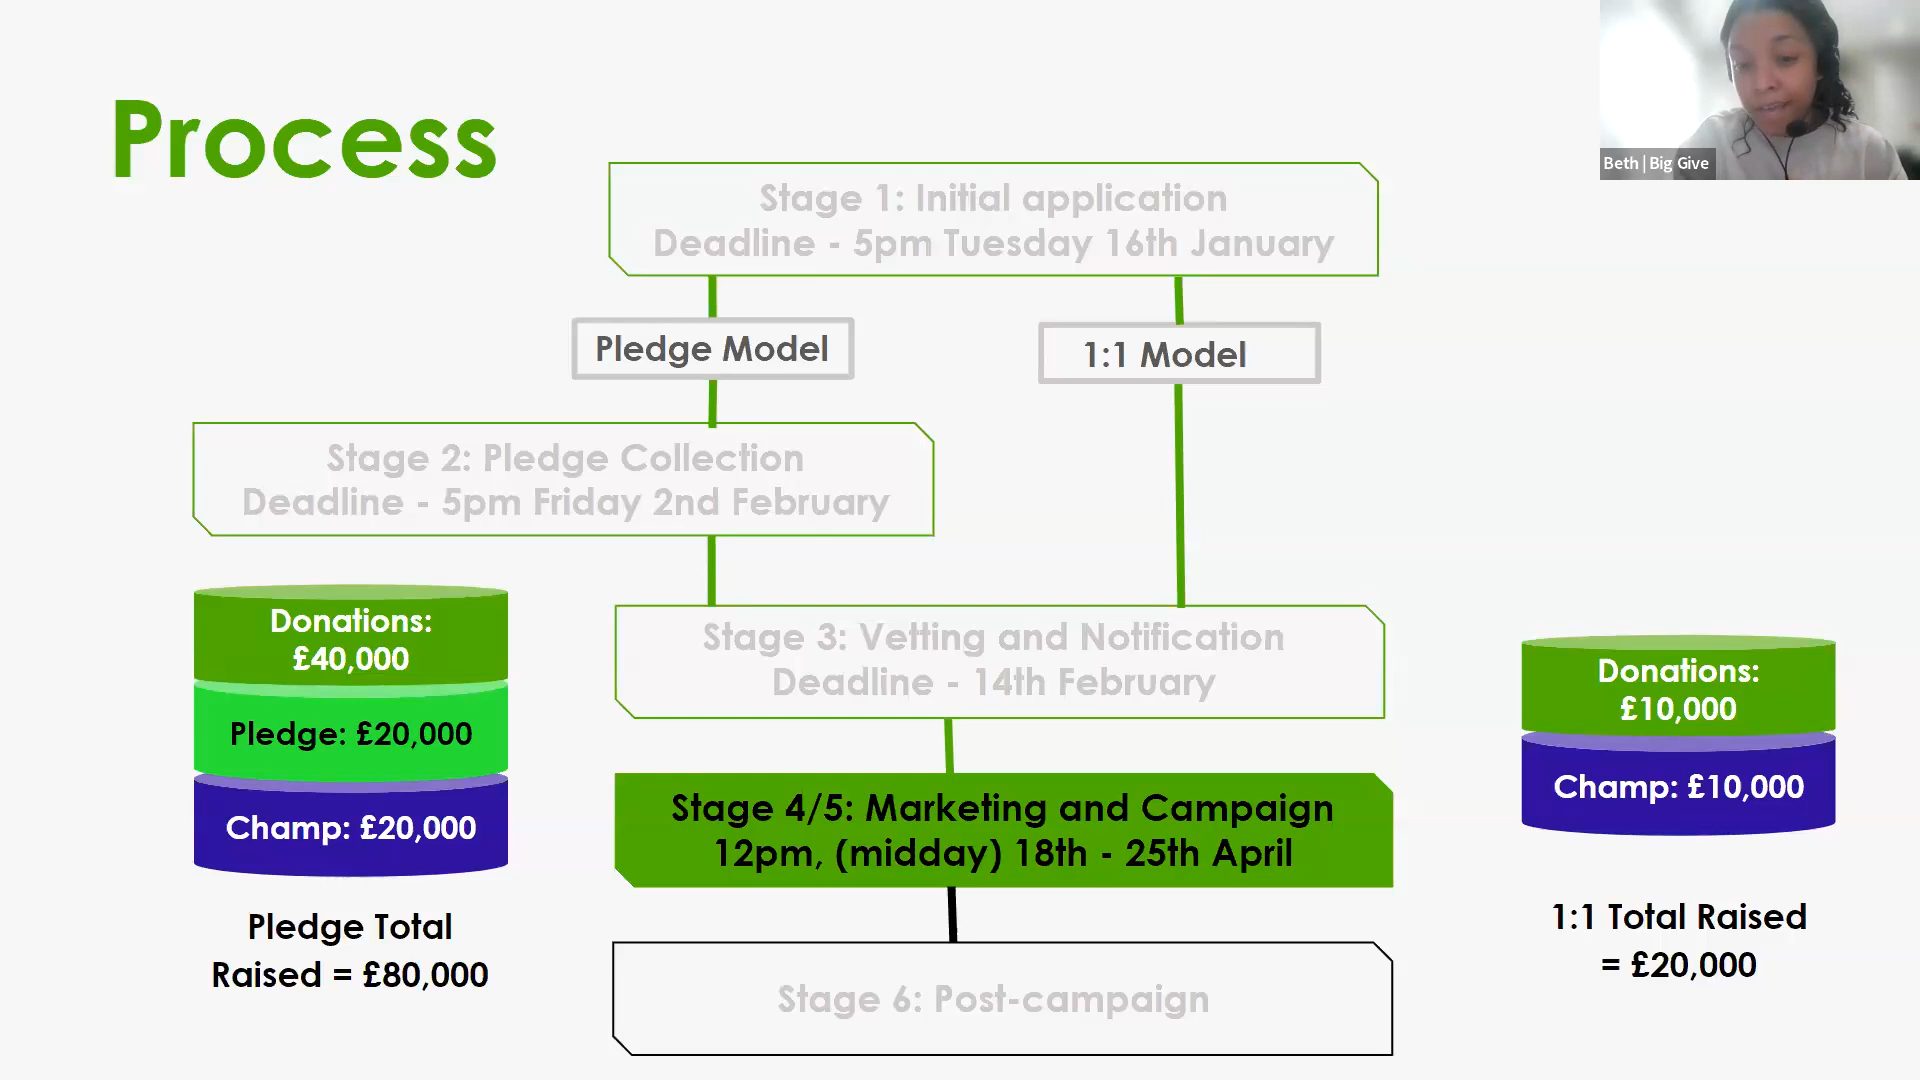 Process
Beth | Big Give
Stage 1: Initial application
Deadline - 5pm Tuesday 16th January
Pledge Model
1:1 Model
Stage 2: Pledge Collection
Deadline - 5pm Friday 2nd February
Donations:
£40,000
Pledge: £20,000
Champ: £20,000
Pledge Total
Raised = £80,000
Stage 3: Vetting and Notification
Deadline - 14th February
Stage 4/5: Marketing and Campaign
12pm, (midday) 18th - 25th April
Stage 6: Post-campaign
Donations:
£10,000
Champ: £10,000
1:1 Total Raised
= £20,000